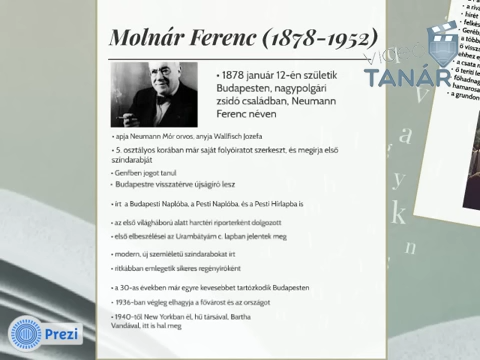 Molnár Ferenc (1878-1952)
• 1878 január 12-én születik
Budapesten, nagypolgári
zsidó családban, Neumann
Ferenc néven
• apja Neumann Mór orvos, anyja Wallfisch Jozefa
• 5. osztályos korában már saját folyóiratot szerkeszt, és megírja első
színdarabját
• Genfben jogot tanul
• Budapestre visszatérve újságíró lesz
• írt a Budapesti Naplóba, a Pesti Naplóba, és a Pesti Hírlapba is
• az első világháború alatt harctéri riporterként dolgozott
• első elbeszélései az Urambátyám c. lapban jelentek meg
• modern, új szemléletű színdarabokat írt
• ritkábban emlegetik sikeres regényíróként
• a 30-as években már egyre kevesebbet tartózkodik Budapesten
• 1936-ban végleg elhagyja a fővárost és az országot
• 1940-től New Yorkban él, hű társával, Bartha
Vandával, itt is hal meg
TANÁR
Prezi